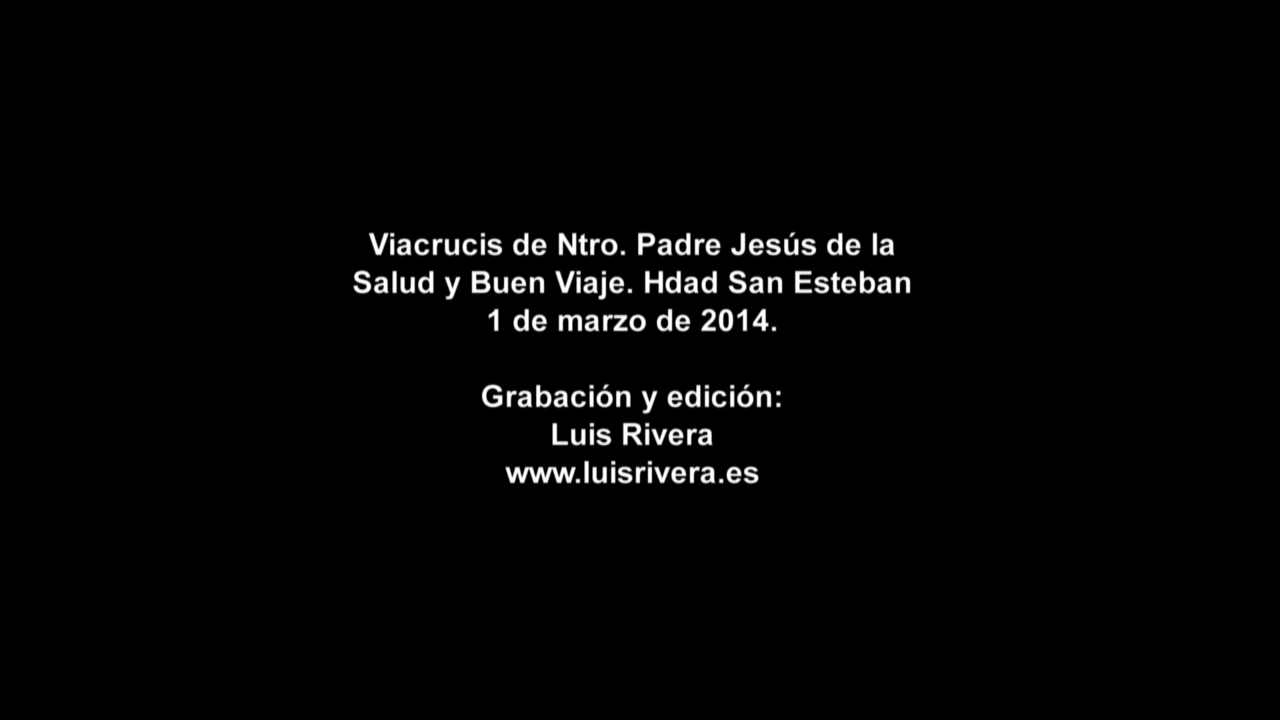 Viacrucis de Ntro. Padre Jesús de la
Salud y Buen Viaje. Hdad San Esteban
1 de marzo de 2014.
Grabación y edición:
Luis Rivera
www.luisrivera.es